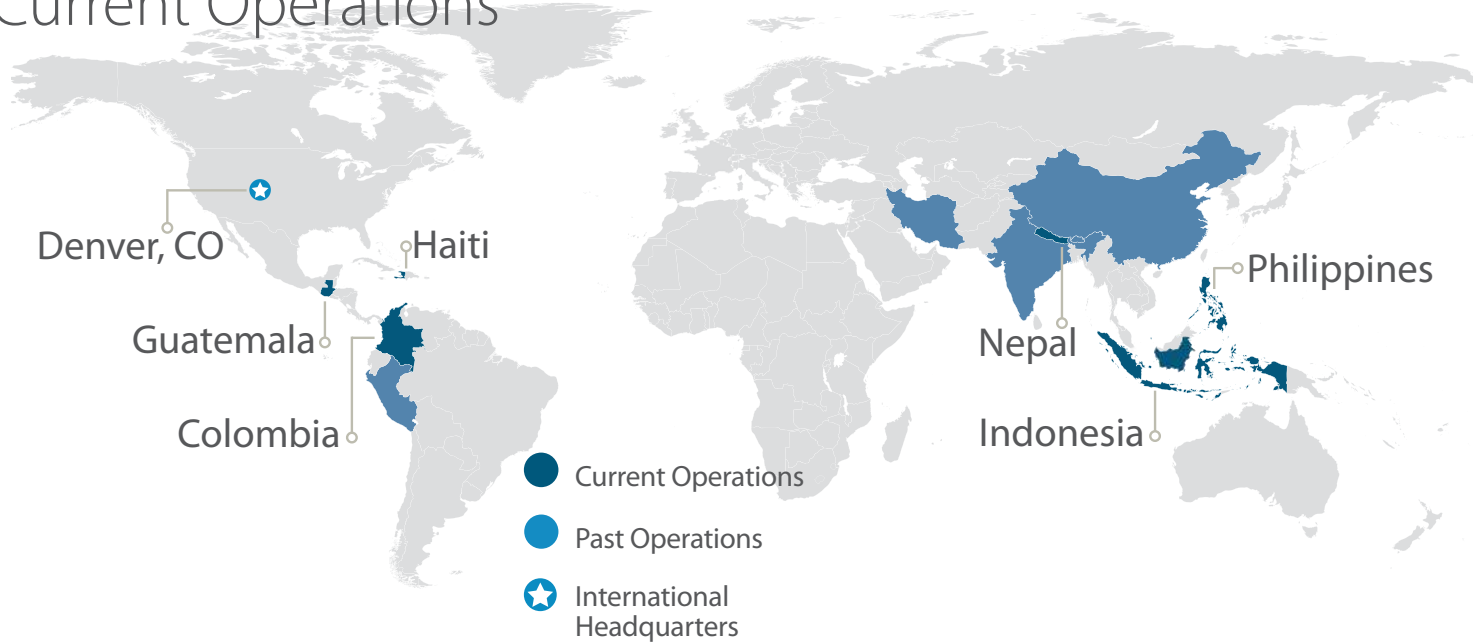 Current Operations
Denver, CO
Haiti
Philippines
Guatemala
Nepal
Colombia
Indonesia
Current Operations
Past Operations
International
Headquarters